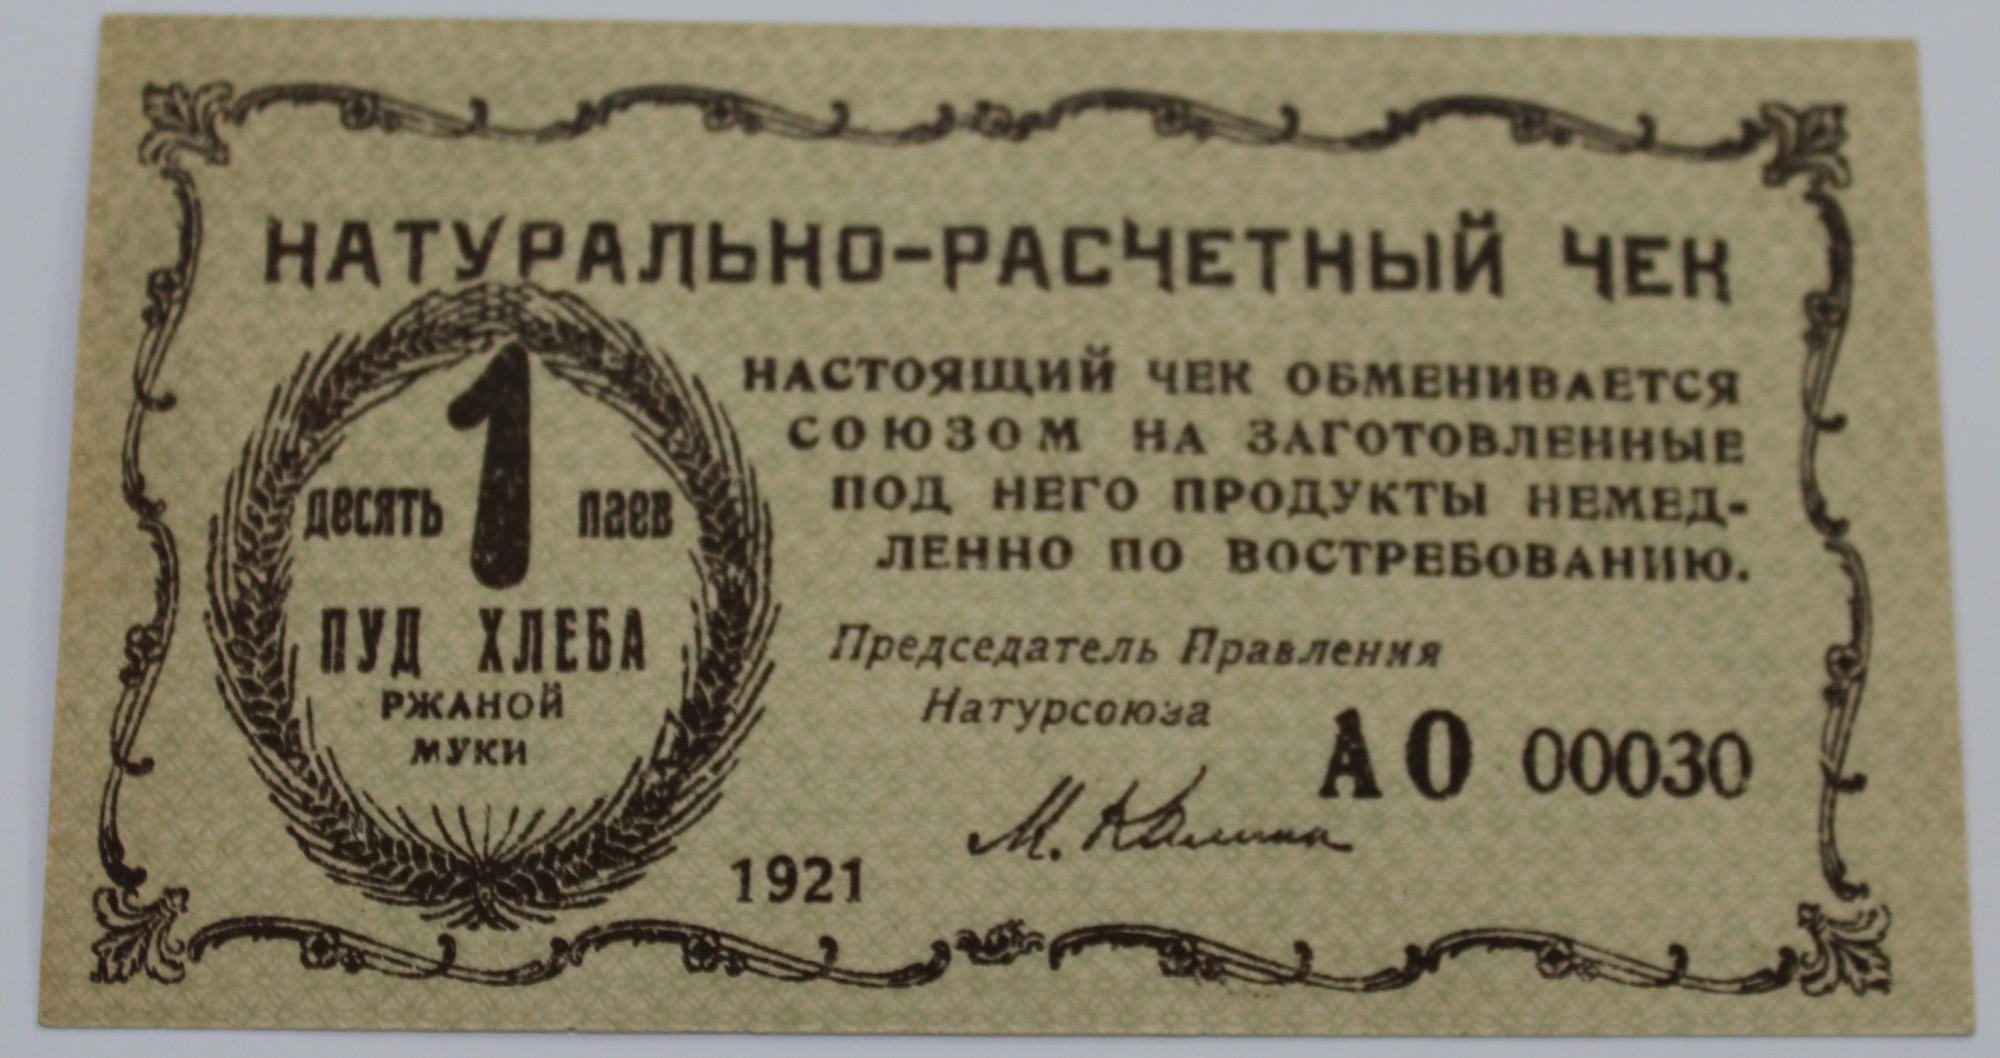 НАТУРАЛЬНО-РАСЧЕТНЫЙ ЧЕК
1
ДЕСЯТЬ ПАЕВ
ПУД ХЛЕБА
РЖАНОЙ
МУКИ
НАСТОЯЩИЙ ЧЕК ОБМЕНИВАЕТСЯ
СОЮЗОМ НА ЗАГОТОВЛЕННЫЕ
ПОД НЕГО ПРОДУКТЫ НЕМЕД-
ЛЕННО ПО ВОСТРЕБОВАНИЮ.
Председатель Правления
Натурсоюза
АО 00030
1921